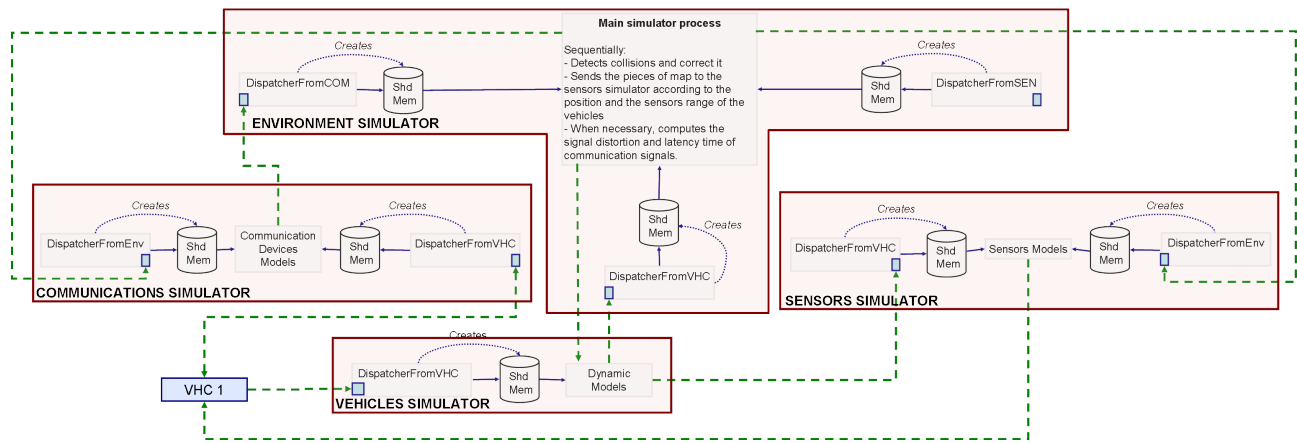 Main simulator process
Sequentially:
- Detects collisions and correct it
- Sends the pieces of map to the
sensors simulator according to the
position and the sensors range of the
vehicles
- When necessary, computes the
signal distortion and latency time of
communication signals.
Creates
DispatcherFromCOM
Shd
Mem
ENVIRONMENT SIMULATOR
Creates
Shd
Mem
DispatcherFromSEN
Shd
Mem
Creates
DispatcherFromVHC
Creates
DispatcherFromEnv
Shd
Mem
Communication
Devices
Models
Shd
Mem
Creates
DispatcherFromVHC
COMMUNICATIONS SIMULATOR
Creates
DispatcherFromVHC
Shd
Mem
Sensors Models
Shd
Mem
Creates
DispatcherFromEnv
SENSORS SIMULATOR
VHC 1
Creates
DispatcherFromVHC
Shd
Mem
Dynamic
Models
VEHICLES SIMULATOR